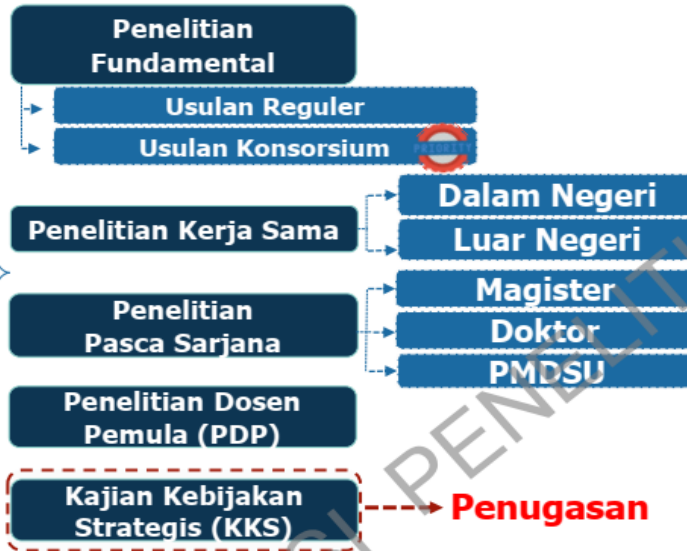 Penelitian
Fundamental
Usulan Reguler
Usulan Konsorsium
PRIORITY
Dalam Negeri
Penelitian Kerja Sama
Luar Negeri
Magister
Penelitian
Pasca Sarjana
Doktor
PMDSU
Penelitian Dosen
Pemula (PDP)
Kajian Kebijakan
Strategis (KKS)
Penugasan